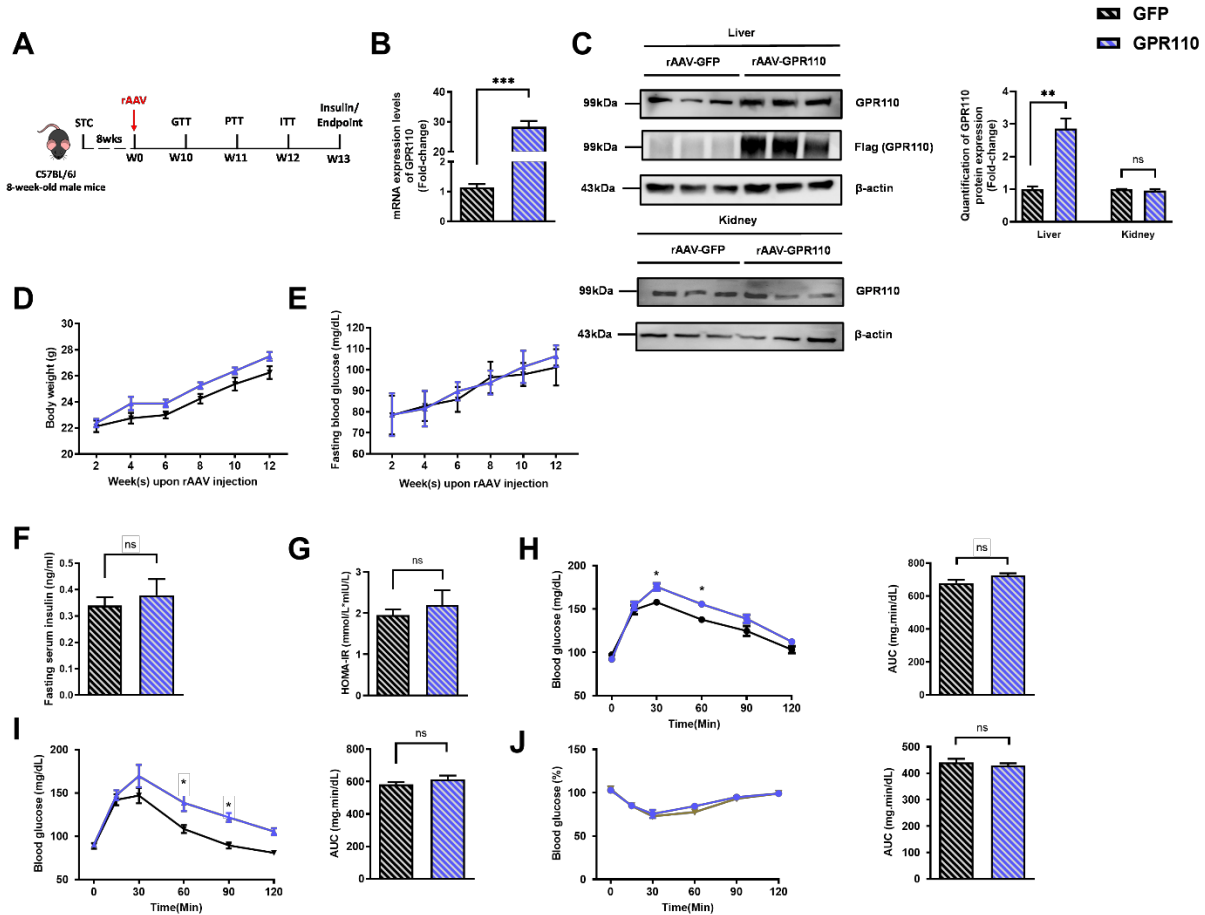 GFP
GPR110
A
rAAV
STC
8wks
GTT
PTT
ITT
Insulin/
Endpoint
W0
W10
W11
W12
W13
C57BL/6J
8-week-old male mice
B
mRNA expression levels
of GPR110
(Fold-change)
40
30
20
10
1
0
***
C
Liver
rAAV-GFP
rAAV-GPR110
99kDa
GPR110
99kDa
Flag (GPR110)
43kDa
β-actin
Kidney
rAAV-GFP
rAAV-GPR110
99kDa
GPR110
43kDa
β-actin
Quantification of GPR110
protein expression
(Fold-change)
4
3
2
1
0
**
ns
Liver
Kidney
D
Body weight (g)
30
28
26
24
22
20
2
4
6
8
10
12
Week(s) upon rAAV injection
E
Fasting blood glucose (mg/dL)
120
110
100
90
80
70
60
2
4
6
8
10
12
Week(s) upon rAAV injection
F
Fasting serum insulin (ng/ml)
0.5
0.4
0.3
0.2
0.1
0.0
ns
G
HOMA-IR (mmol/L*mIU/L)
3
2
1
0
ns
H
Blood glucose (mg/dL)
200
150
100
50
*
*
0
30
60
90
120
Time(Min)
AUC (mg.min/dL)
1000
800
600
400
200
0
ns
I
Blood glucose (mg/dL)
200
150
100
50
*
*
0
30
60
90
120
Time(Min)
AUC (mg.min/dL)
800
600
400
200
0
ns
J
Blood glucose (%)
150
100
50
0
0
30
60
90
120
Time(Min)
AUC (mg.min/dL)
500
400
300
200
100
0
ns